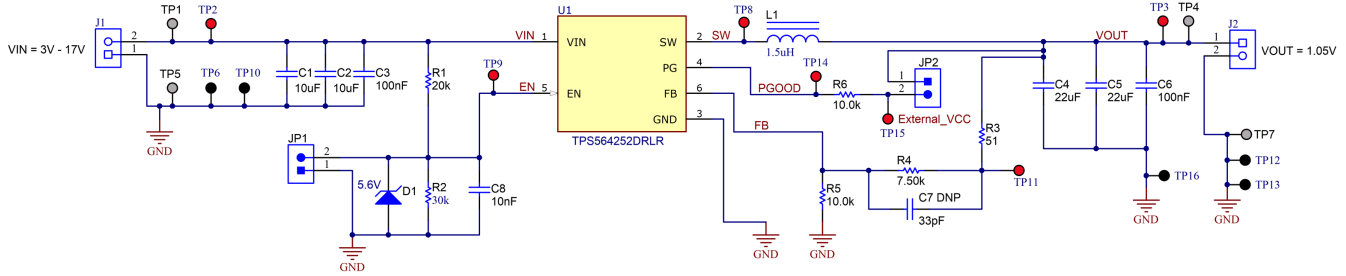 J1
TP1
TP2
VIN = 3V - 17V
2
1
TP5
TP6
TP10
GND
C1
10uF
C2
10uF
C3
100nF
R1
20k
TP9
VIN
1
EN
5
U1
VIN
EN
SW
PG
FB
GND
TPS564252DRLR
2
SW
4
6
3
TP8
L1
1.5uH
TP14
PGOOD
R6
10.0k
JP2
1
2
TP15
External_VCC
FB
JP1
2
1
5.6V
D1
R2
30k
C8
10nF
GND
GND
R5
10.0k
GND
R4
7.50k
C7 DNP
33pF
R3
51
TP11
C4
22uF
C5
22uF
C6
100nF
VOUT
TP3
TP4
J2
1
2
VOUT = 1.05V
TP7
TP12
TP13
TP16
GND
GND